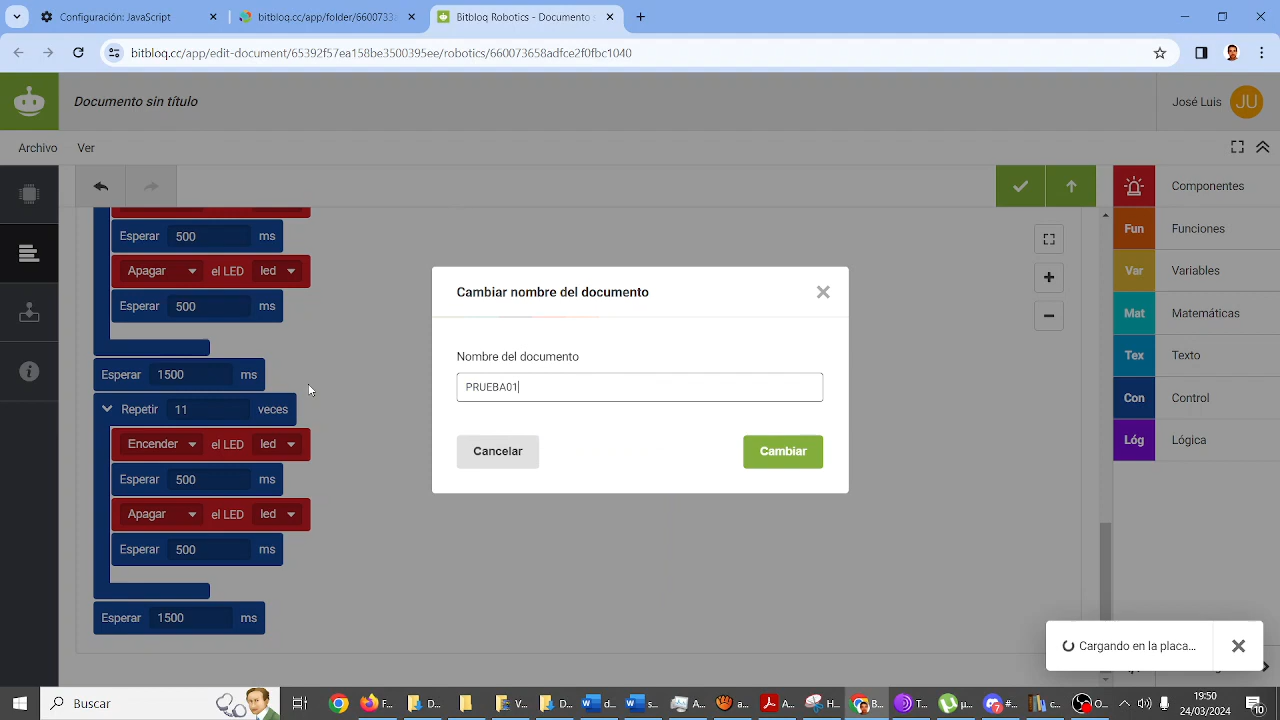 Configuración: JavaScript
bitbloq.cc/app/folder/6600733
Bitbloq Robotics - Documento
bitbloq.cc/app/edit-document/65392f57ea158be3500395ee/robotics/660073658adfce2f0fbc1040
Documento sin título
José Luis JU
Archivo Ver
Componentes
Esperar 500 ms
Fun Funciones
Apagar el LED led
Var Variables
Esperar 500 ms
Mat Matemáticas
Tex Texto
Esperar 1500 ms
Con Control
Repetir 11 veces
Lóg Lógica
Encender el LED led
Esperar 500 ms
Apagar el LED led
Esperar 500 ms
Esperar 1500 ms
Cambiar nombre del documento
Nombre del documento
PRUEBA01
Cancelar Cambiar
Cargando en la placa...
Buscar
D... V... D... d... s... A... a... A... H... B... T... µ... #... c... O...
19:50
24/03/2024